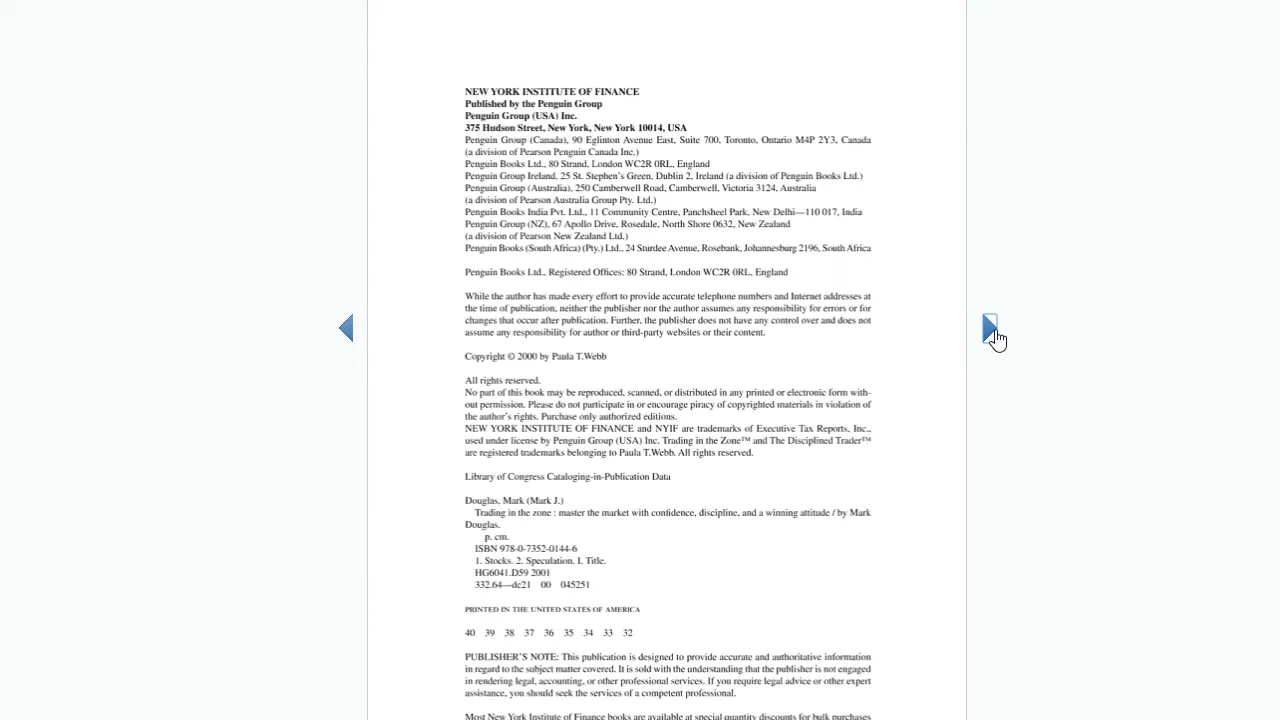 NEW YORK INSTITUTE OF FINANCE
Published by the Penguin Group
Penguin Group (USA) Inc.
375 Hudson Street, New York, New York 10014, USA
Penguin Group (Canada), 90 Eglinton Avenue East, Suite 700, Toronto, Ontario M4P 2Y3, Canada
(a division of Pearson Penguin Canada Inc.)
Penguin Books Ltd., 80 Strand, London WC2R 0RL, England
Penguin Group Ireland, 25 St. Stephen's Green, Dublin 2, Ireland (a division of Penguin Books Ltd.)
Penguin Group (Australia), 250 Camberwell Road, Camberwell, Victoria 3124, Australia
(a division of Pearson Australia Group Pty. Ltd.)
Penguin Books India Pvt. Ltd., 11 Community Centre, Panchsheel Park, New Delhi—110 017, India
Penguin Group (NZ), 67 Apollo Drive, Rosedale, North Shore 0632, New Zealand
(a division of Pearson New Zealand Ltd.)
Penguin Books (South Africa) (Pty.) Ltd., 24 Sturdee Avenue, Rosebank, Johannesburg 2196, South Africa
Penguin Books Ltd., Registered Offices: 80 Strand, London WC2R 0RL, England
While the author has made every effort to provide accurate telephone numbers and Internet addresses at
the time of publication, neither the publisher nor the author assumes any responsibility for errors or for
changes that occur after publication. Further, the publisher does not have any control over and does not
assume any responsibility for author or third-party websites or their content.
Copyright © 2000 by Paula T.Webb
All rights reserved.
No part of this book may be reproduced, scanned, or distributed in any printed or electronic form with-
out permission. Please do not participate in or encourage piracy of copyrighted materials in violation of
the author's rights. Purchase only authorized editions.
NEW YORK INSTITUTE OF FINANCE and NYIF are trademarks of Executive Tax Reports, Inc.,
used under license by Penguin Group (USA) Inc. Trading in the Zone™ and The Disciplined Trader™
are registered trademarks belonging to Paula T.Webb. All rights reserved.
Library of Congress Cataloging-in-Publication Data
Douglas, Mark (Mark J.)
Trading in the zone : master the market with confidence, discipline, and a winning attitude / by Mark
Douglas.
p. cm.
ISBN 978-0-7352-0144-6
1. Stocks. 2. Speculation. I. Title.
HG6041.D59 2001
332.64—dc21 00 045251
PRINTED IN THE UNITED STATES OF AMERICA
40 39 38 37 36 35 34 33 32
PUBLISHER'S NOTE: This publication is designed to provide accurate and authoritative information
in regard to the subject matter covered. It is sold with the understanding that the publisher is not engaged
in rendering legal, accounting, or other professional services. If you require legal advice or other expert
assistance, you should seek the services of a competent professional.
Most New York Institute of Finance books are available at special quantity discounts for bulk purchases